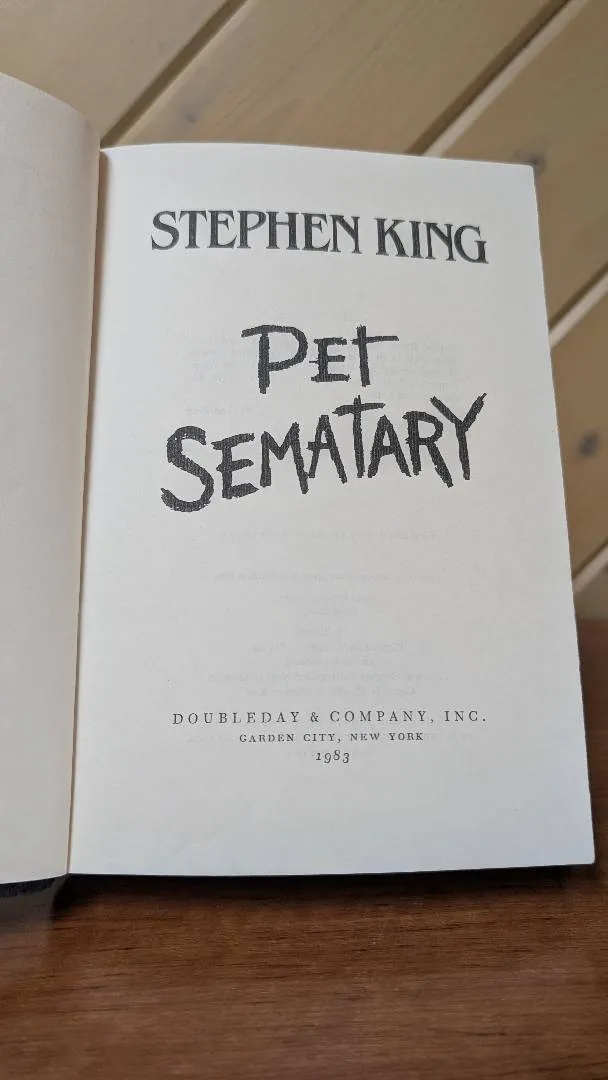 STEPHEN KING
PET
SEMATARY
DOUBLEDAY & COMPANY, INC.
GARDEN CITY, NEW YORK
1983